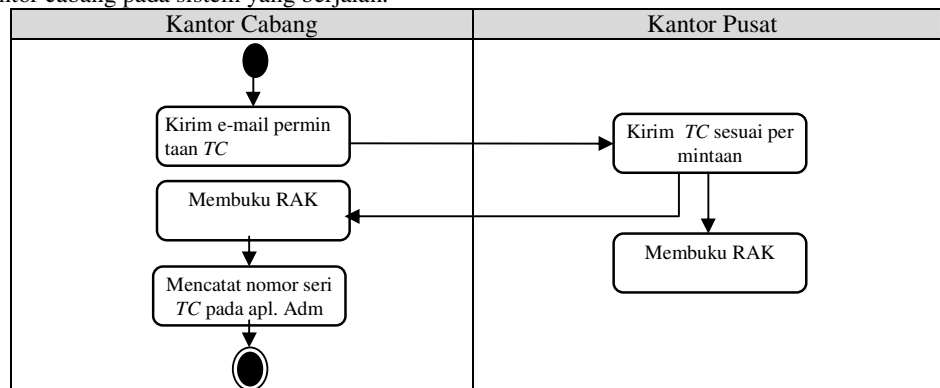 ntor cabang pada sistem yang berjalan.
Kantor Cabang
Kantor Pusat
Kirim e-mail permin
taan TC
Kirim TC sesuai per
mintaan
Membuku RAK
Membuku RAK
Mencatat nomor seri
TC pada apl. Adm